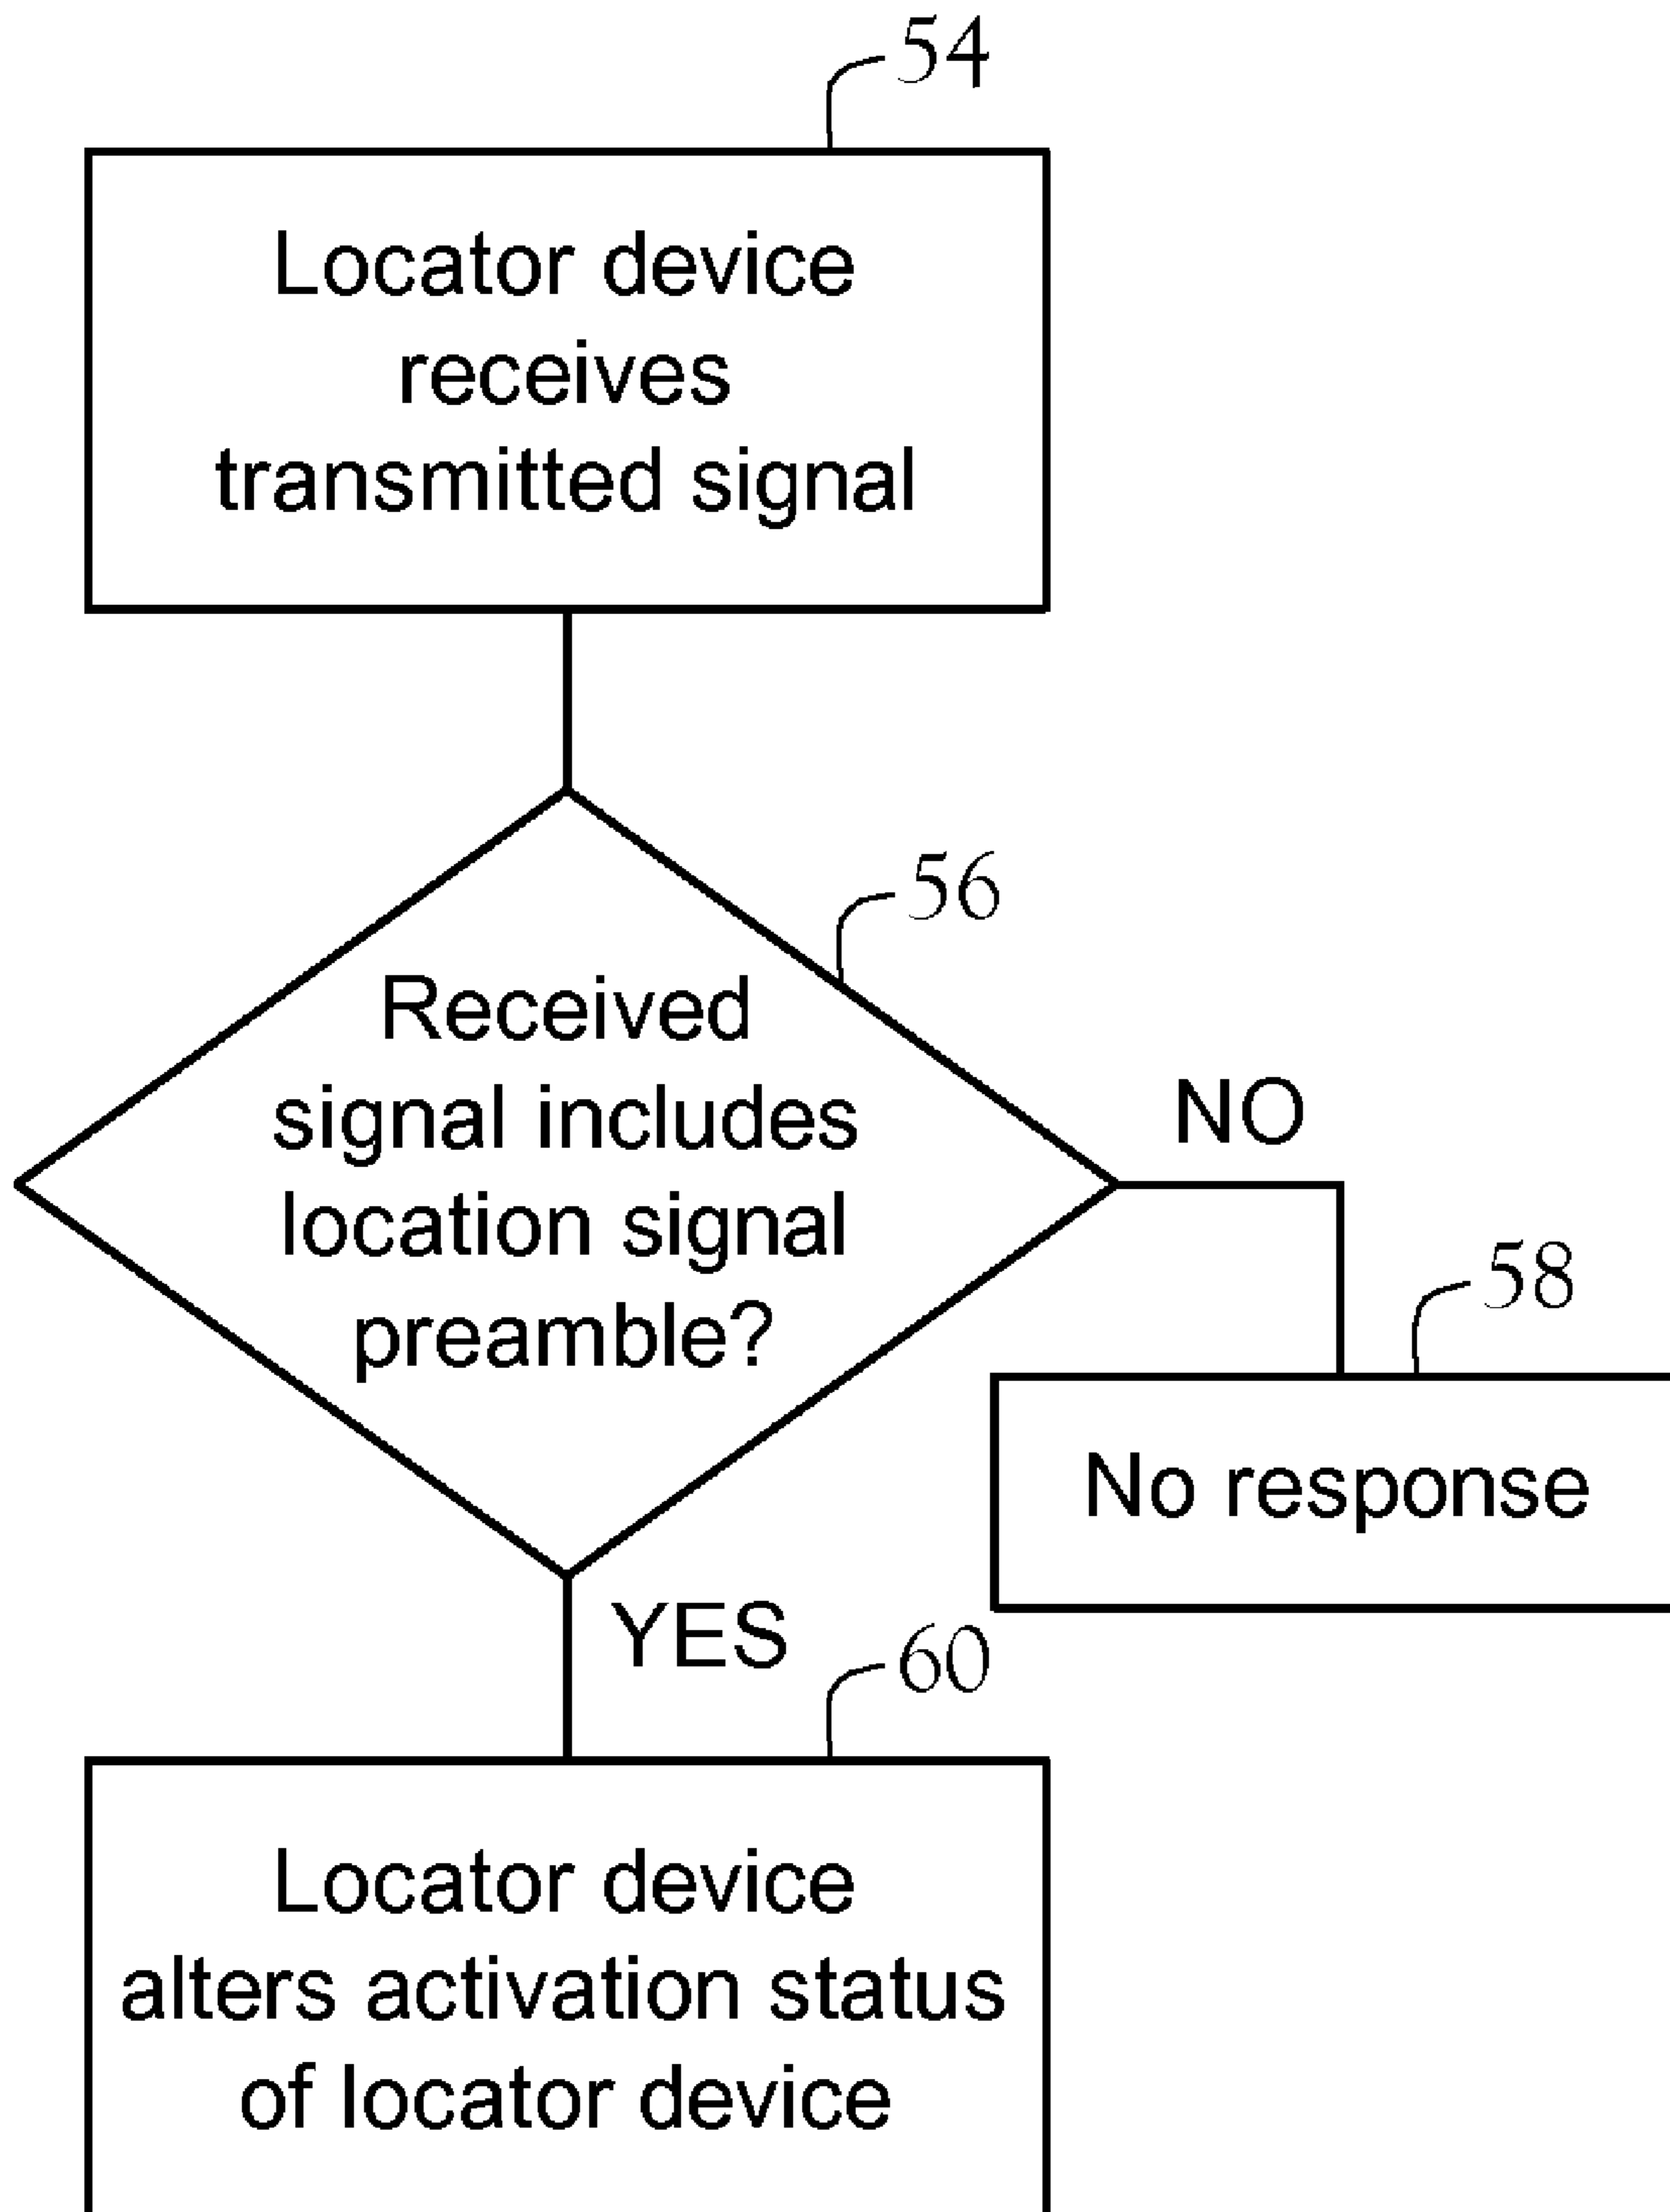 54
Locator device
receives
transmitted signal
56
Received
signal includes
location signal
preamble?
NO
58
No response
YES
60
Locator device
alters activation status
of locator device